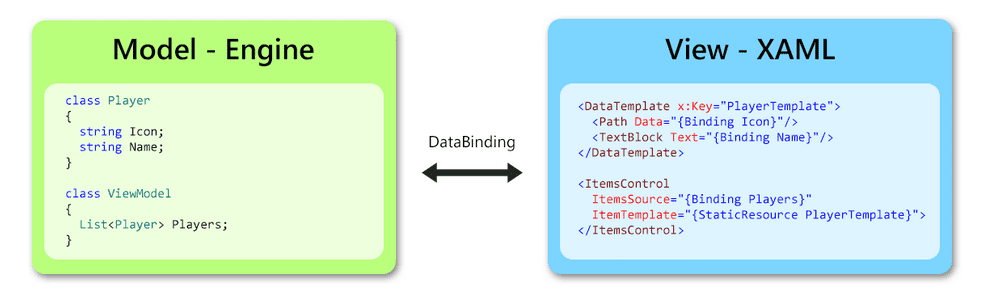 Model - Engine
class Player
{
  string Icon;
  string Name;
}
class ViewModel
{
  List<Player> Players;
}
DataBinding
View - XAML
<DataTemplate x:Key="PlayerTemplate">
  <Path Data="{Binding Icon}"/>
  <TextBlock Text="{Binding Name}"/>
</DataTemplate>
<ItemsControl
  ItemsSource="{Binding Players}"
  ItemTemplate="{StaticResource PlayerTemplate}">
</ItemsControl>